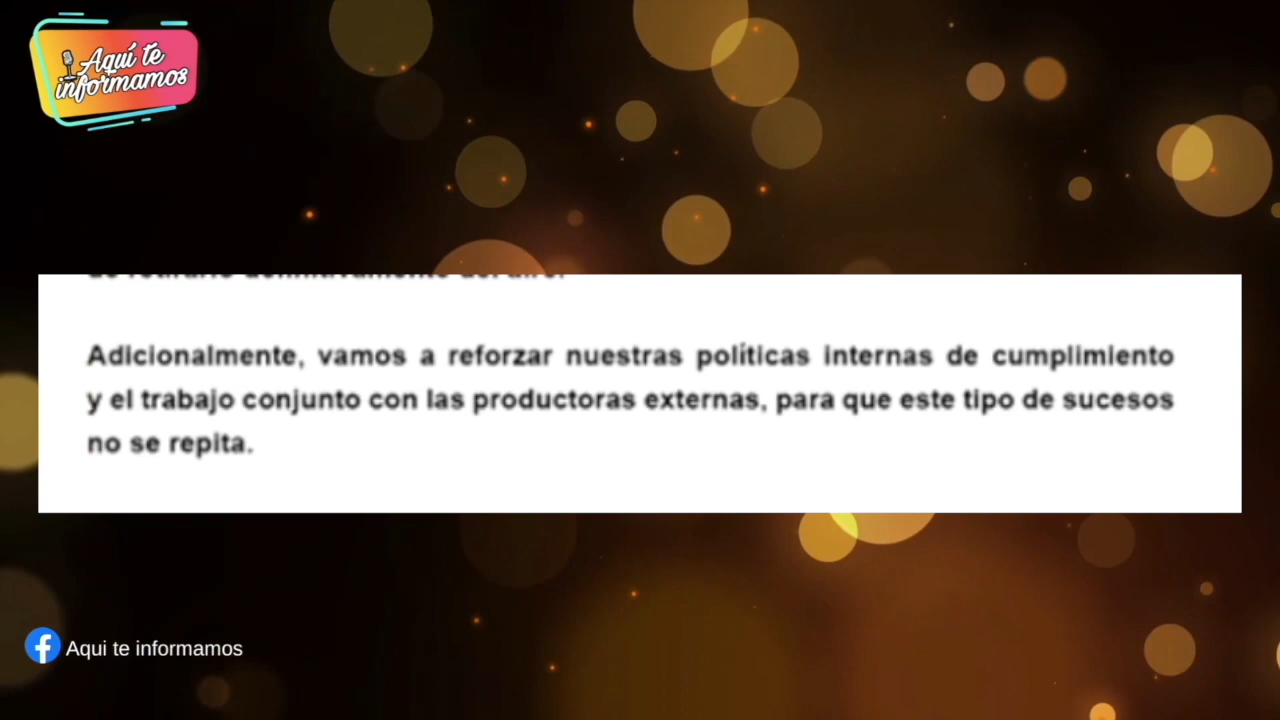 Aquí te
informamos
Adicionalmente, vamos a reforzar nuestras políticas internas de cumplimiento
y el trabajo conjunto con las productoras externas, para que este tipo de sucesos
no se repita.
Aqui te informamos